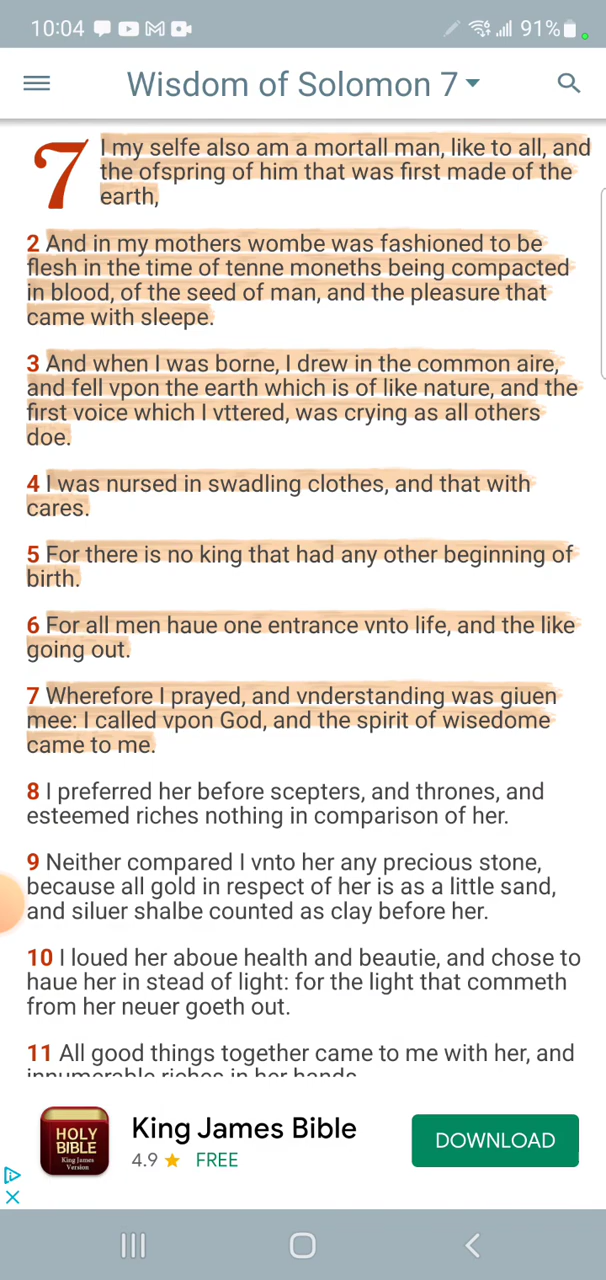 10:04 91%
Wisdom of Solomon 7
7 I my selfe also am a mortall man, like to all, and
the ofspring of him that was first made of the
earth,
2 And in my mothers wombe was fashioned to be
flesh in the time of tenne moneths being compacted
in blood, of the seed of man, and the pleasure that
came with sleepe.
3 And when I was borne, I drew in the common aire,
and fell vpon the earth which is of like nature, and the
first voice which I vttered, was crying as all others
doe.
4 I was nursed in swadling clothes, and that with
cares.
5 For there is no king that had any other beginning of
birth.
6 For all men haue one entrance vnto life, and the like
going out.
7 Wherefore I prayed, and vnderstanding was giuen
mee: I called vpon God, and the spirit of wisedome
came to me.
8 I preferred her before scepters, and thrones, and
esteemed riches nothing in comparison of her.
9 Neither compared I vnto her any precious stone,
because all gold in respect of her is as a little sand,
and siluer shalbe counted as clay before her.
10 I loued her aboue health and beautie, and chose to
haue her in stead of light: for the light that commeth
from her neuer goeth out.
11 All good things together came to me with her, and
innumerable riches in her hands.
HOLY
BIBLE
King James
Version
King James Bible
4.9 ★ FREE
DOWNLOAD